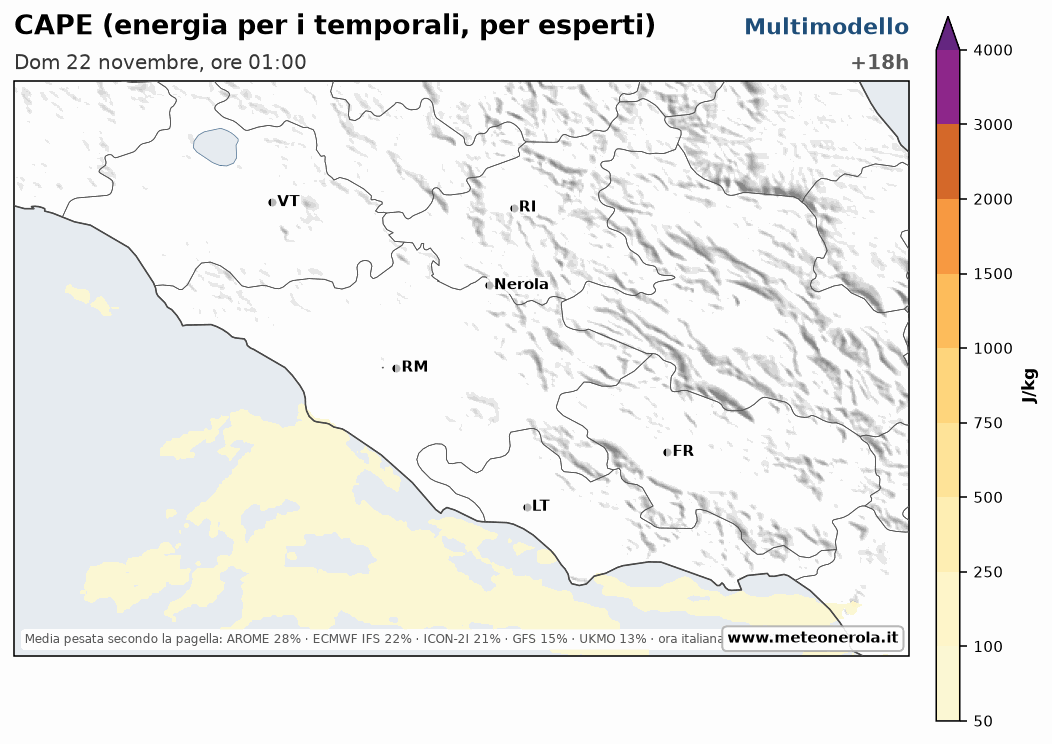 CAPE (energia per i temporali, per esperti)
Multimodello
Dom 22 novembre, ore 01:00
+18h
4000
3000
2000
1500
1000
750
500
250
100
50
J/kg
VT
RI
Nerola
RM
FR
LT
Media pesata secondo la pagella: AROME 28% · ECMWF IFS 22% · ICON-2I 21% · GFS 15% · UKMO 13% · ora italiana
www.meteonerola.it